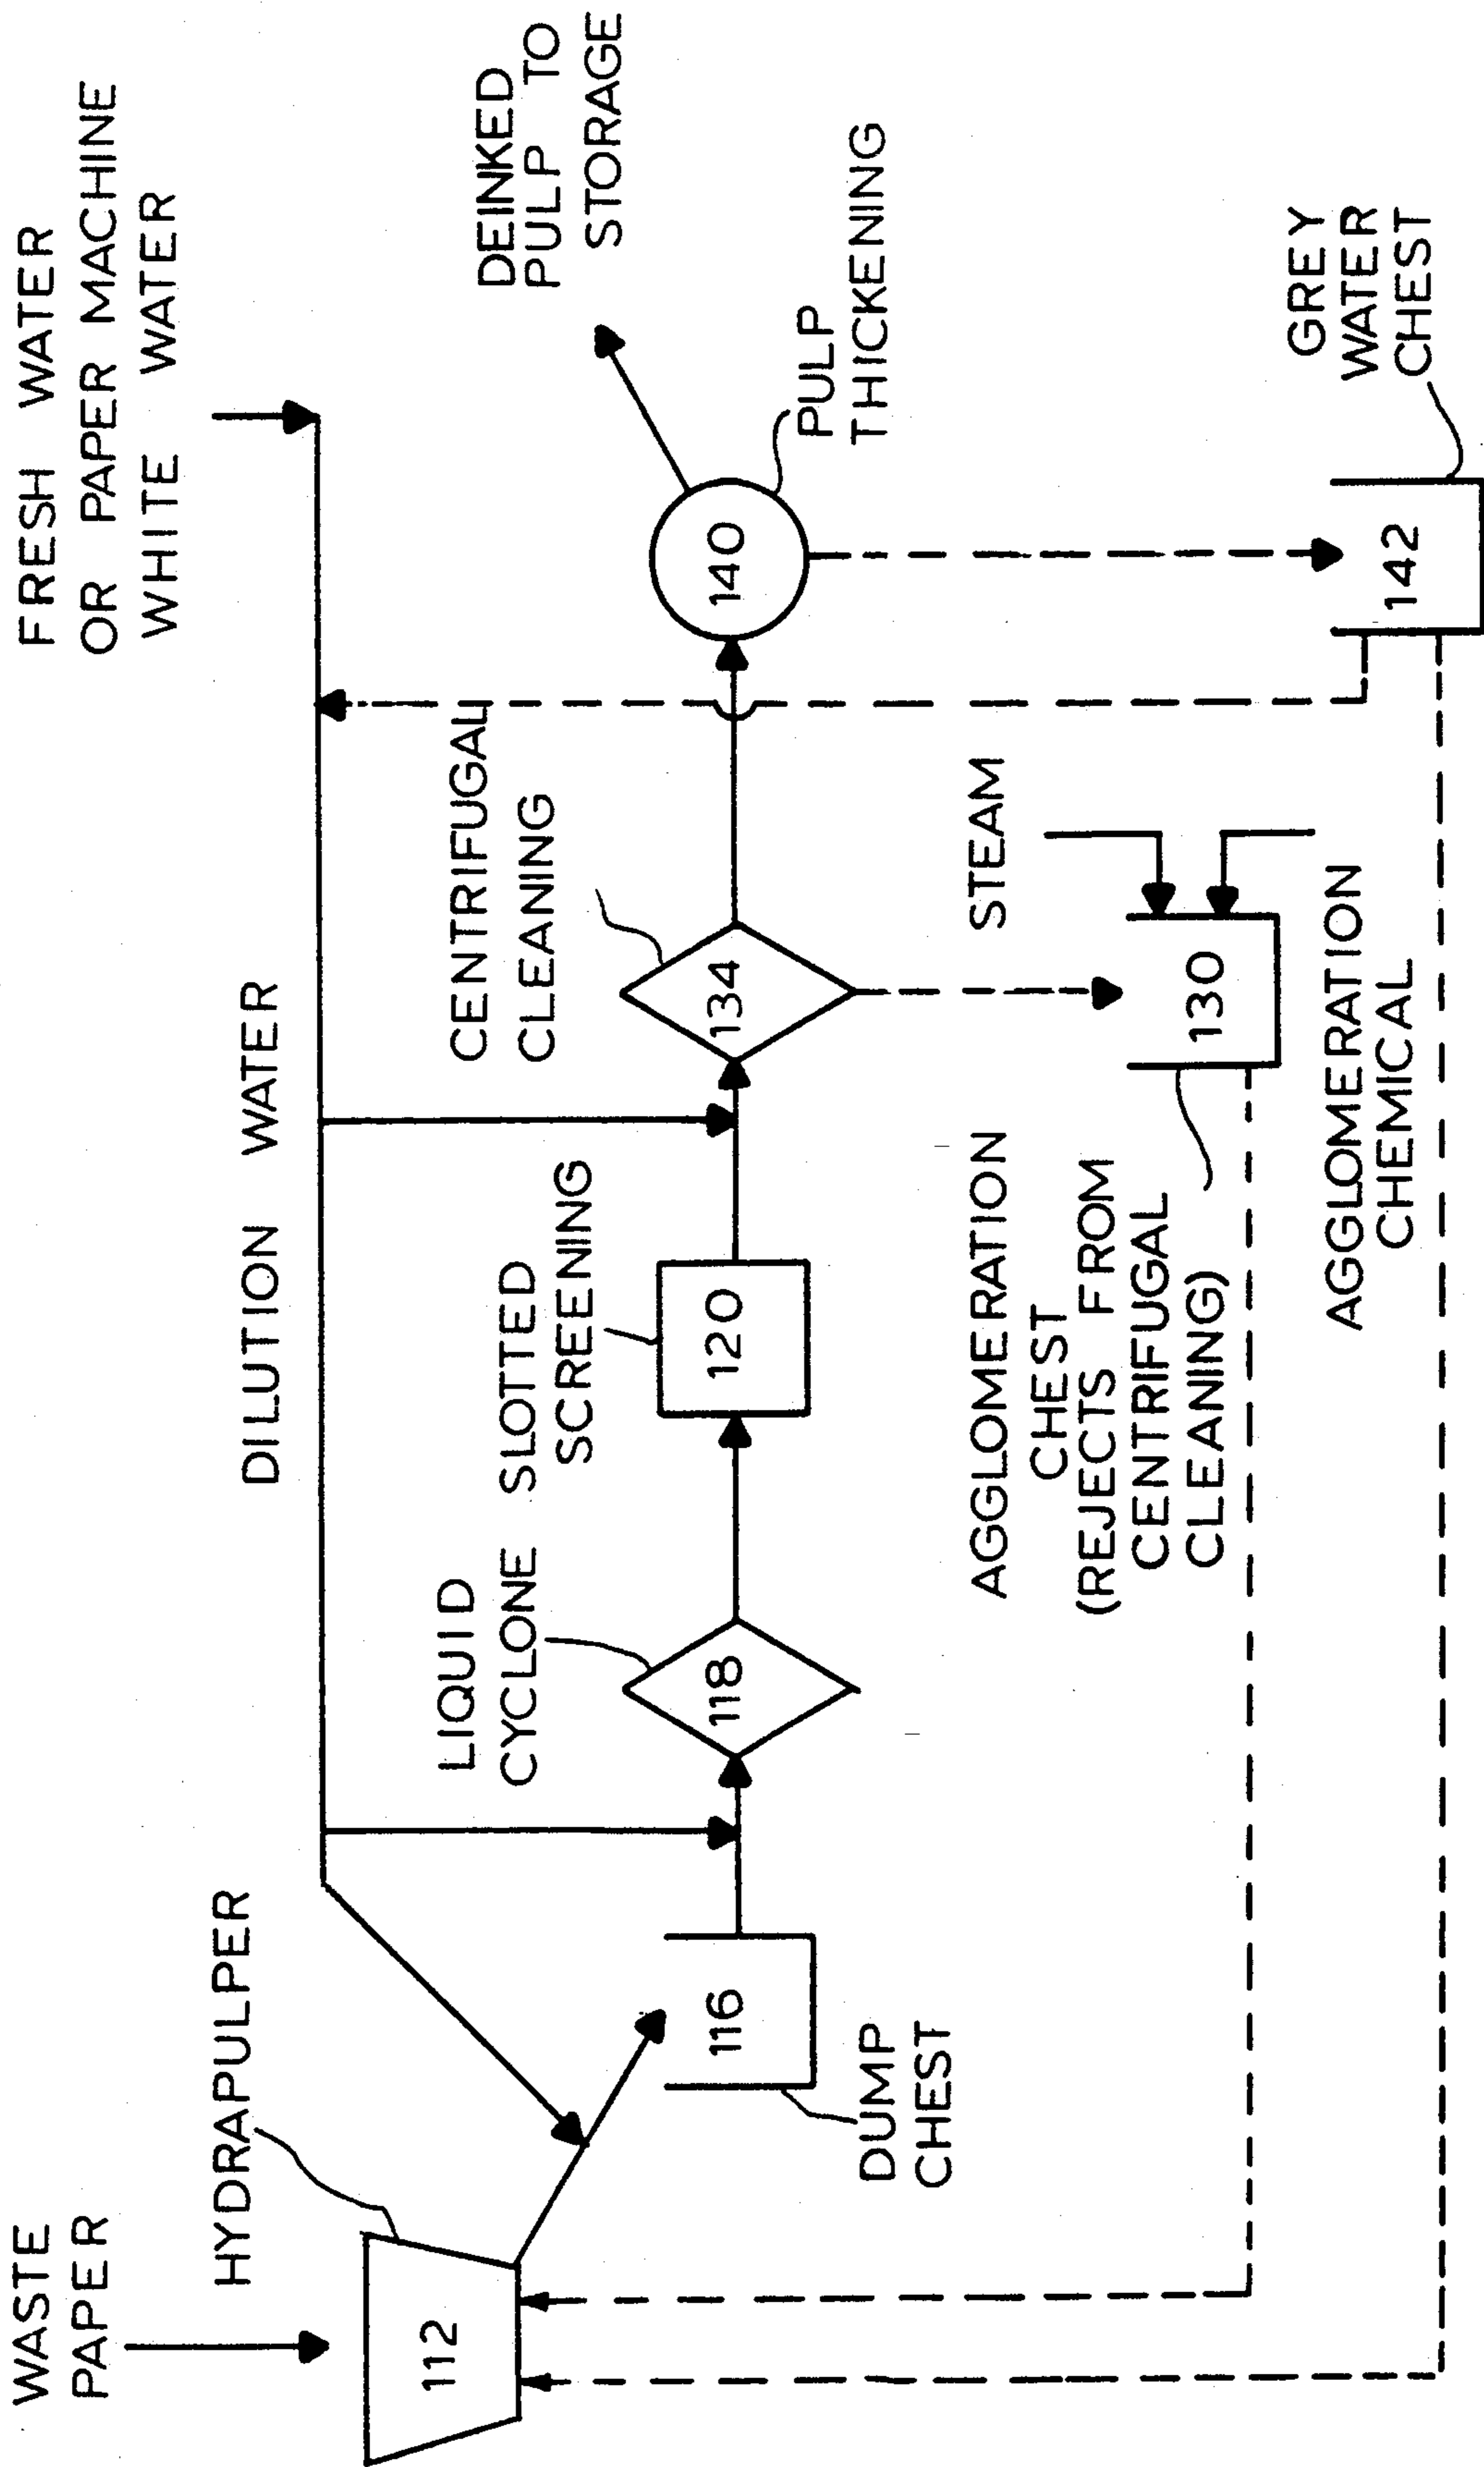 WASTE
PAPER
HYDRAPULPER
112
DILUTION WATER
FRESH WATER
OR PAPER MACHINE
WHITE WATER
116
DUMP
CHEST
LIQUID
CYCLONE
118
SLOTTED
SCREENING
120
CENTRIFUGAL
CLEANING
134
140
PULP
THICKENING
DEINKED
PULP TO
STORAGE
AGGLOMERATION
CHEST
(REJECTS FROM
CENTRIFUGAL
CLEANING)
STEAM
130
AGGLOMERATION
CHEMICAL
142
GREY
WATER
CHEST